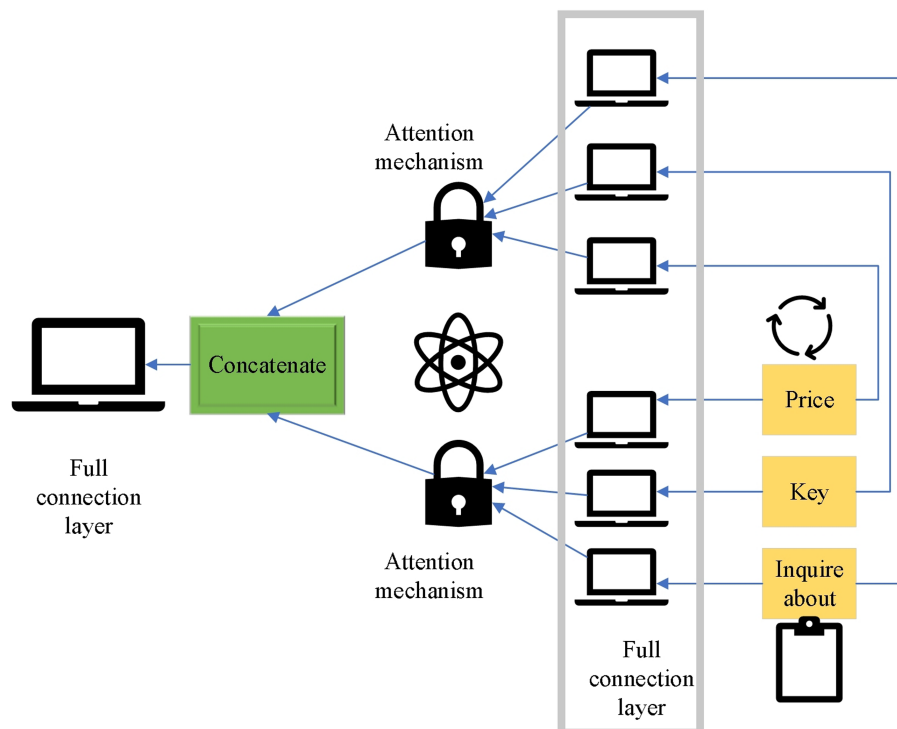 Attention
mechanism
Concatenate
Price
Full
connection
layer
Key
Attention
mechanism
Inquire
about
Full
connection
layer